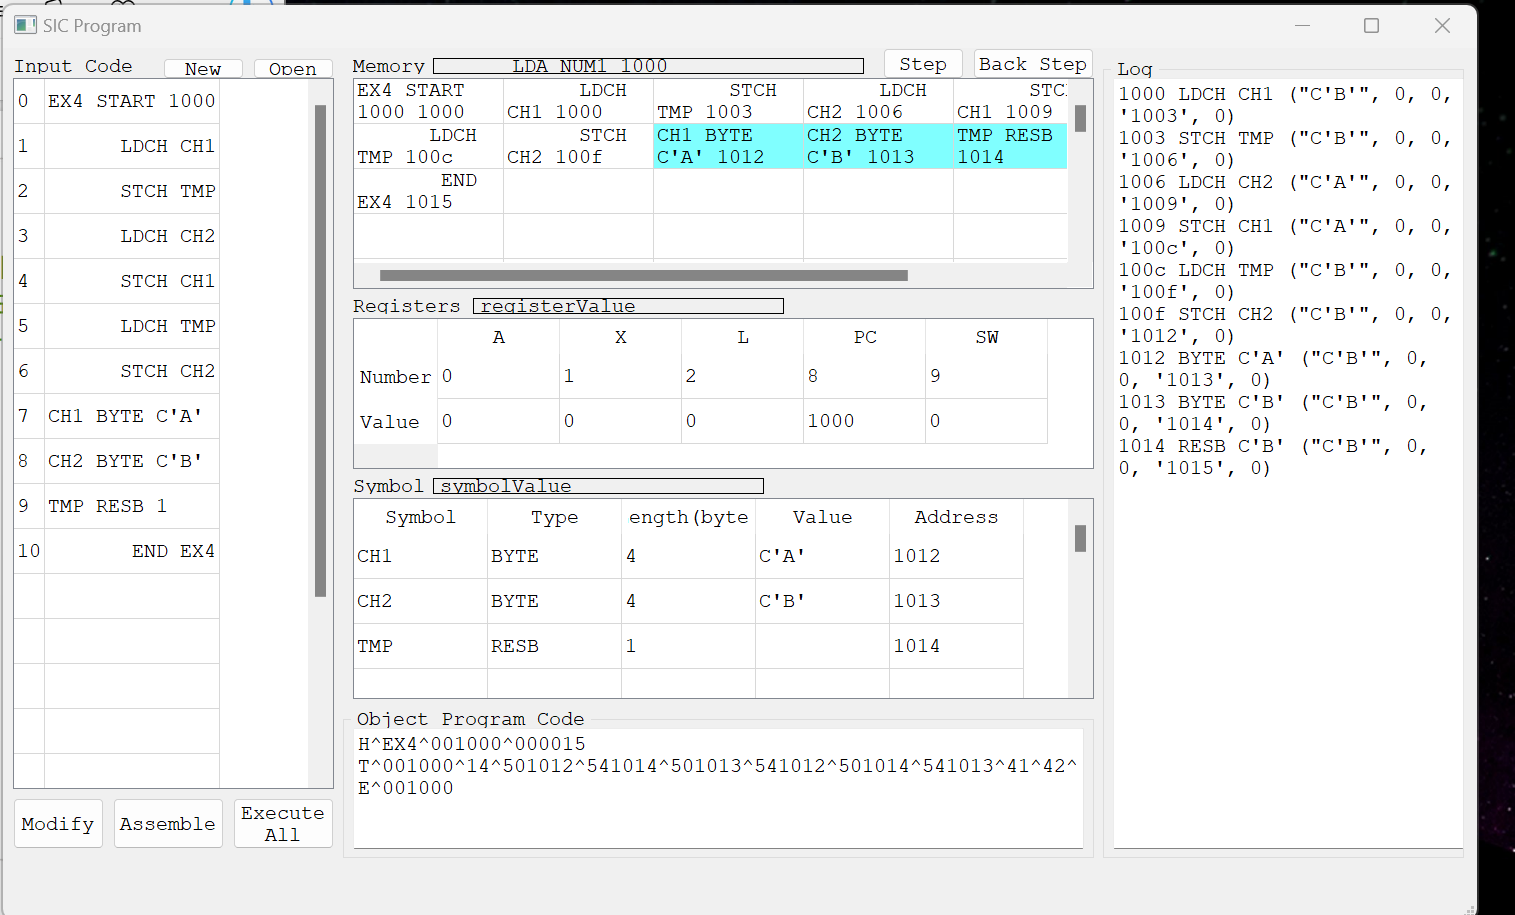 SIC Program
Input Code New Open
0 EX4 START 1000
1 LDCH CH1
2 STCH TMP
3 LDCH CH2
4 STCH CH1
5 LDCH TMP
6 STCH CH2
7 CH1 BYTE C'A'
8 CH2 BYTE C'B'
9 TMP RESB 1
10 END EX4
Modify Assemble Execute
All
Memory LDA NUM1 1000 Step Back Step
EX4 START LDCH STCH LDCH STC
1000 1000 CH1 1000 TMP 1003 CH2 1006 CH1 1009
LDCH STCH CH1 BYTE CH2 BYTE TMP RESB
TMP 100c CH2 100f C'A' 1012 C'B' 1013 1014
END
EX4 1015
Registers registerValue
A X L PC SW
Number 0 1 2 8 9
Value 0 0 0 1000 0
Symbol symbolValue
Symbol Type ength(byte Value Address
CH1 BYTE 4 C'A' 1012
CH2 BYTE 4 C'B' 1013
TMP RESB 1 1014
Object Program Code
H^EX4^001000^000015
T^001000^14^501012^541014^501013^541012^501014^541013^41^42^
E^001000
Log
1000 LDCH CH1 ("C'B'", 0, 0,
'1003', 0)
1003 STCH TMP ("C'B'", 0, 0,
'1006', 0)
1006 LDCH CH2 ("C'A'", 0, 0,
'1009', 0)
1009 STCH CH1 ("C'A'", 0, 0,
'100c', 0)
100c LDCH TMP ("C'B'", 0, 0,
'100f', 0)
100f STCH CH2 ("C'B'", 0, 0,
'1012', 0)
1012 BYTE C'A' ("C'B'", 0,
0, '1013', 0)
1013 BYTE C'B' ("C'B'", 0,
0, '1014', 0)
1014 RESB C'B' ("C'B'", 0,
0, '1015', 0)